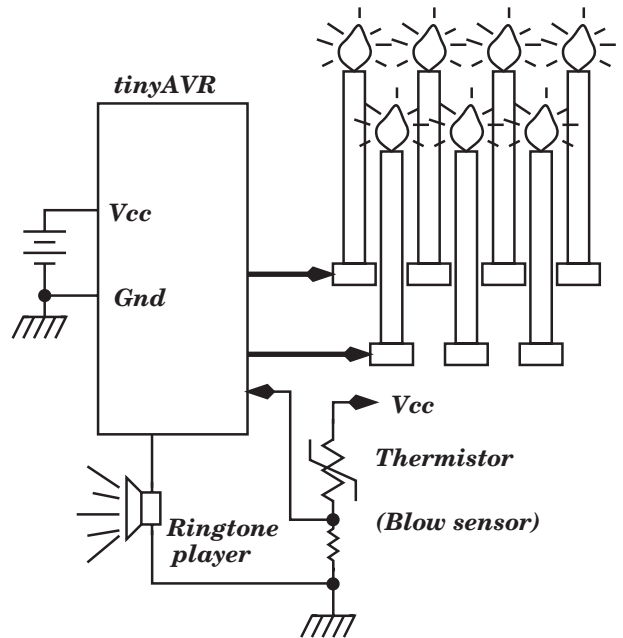 tinyAVR
Vcc
Gnd
Vcc
Thermistor
(Blow sensor)
Ringtone
player